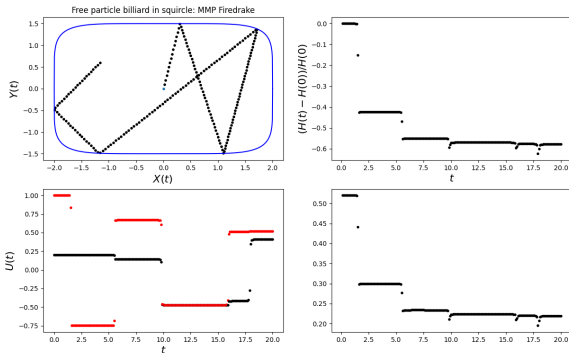 Free particle billiard in squircle: MMP Firedrake
1.5
1.0
0.5
0.0
−0.5
−1.0
−1.5
Y(t)
−2.0 −1.5 −1.0 −0.5 0.0 0.5 1.0 1.5 2.0
X(t)
0.0
−0.1
−0.2
−0.3
−0.4
−0.5
−0.6
(H(t) − H(0))/H(0)
0.0 2.5 5.0 7.5 10.0 12.5 15.0 17.5 20.0
t
1.00
0.75
0.50
0.25
0.00
−0.25
−0.50
−0.75
U(t)
0.0 2.5 5.0 7.5 10.0 12.5 15.0 17.5 20.0
t
0.50
0.45
0.40
0.35
0.30
0.25
0.20
0.0 2.5 5.0 7.5 10.0 12.5 15.0 17.5 20.0